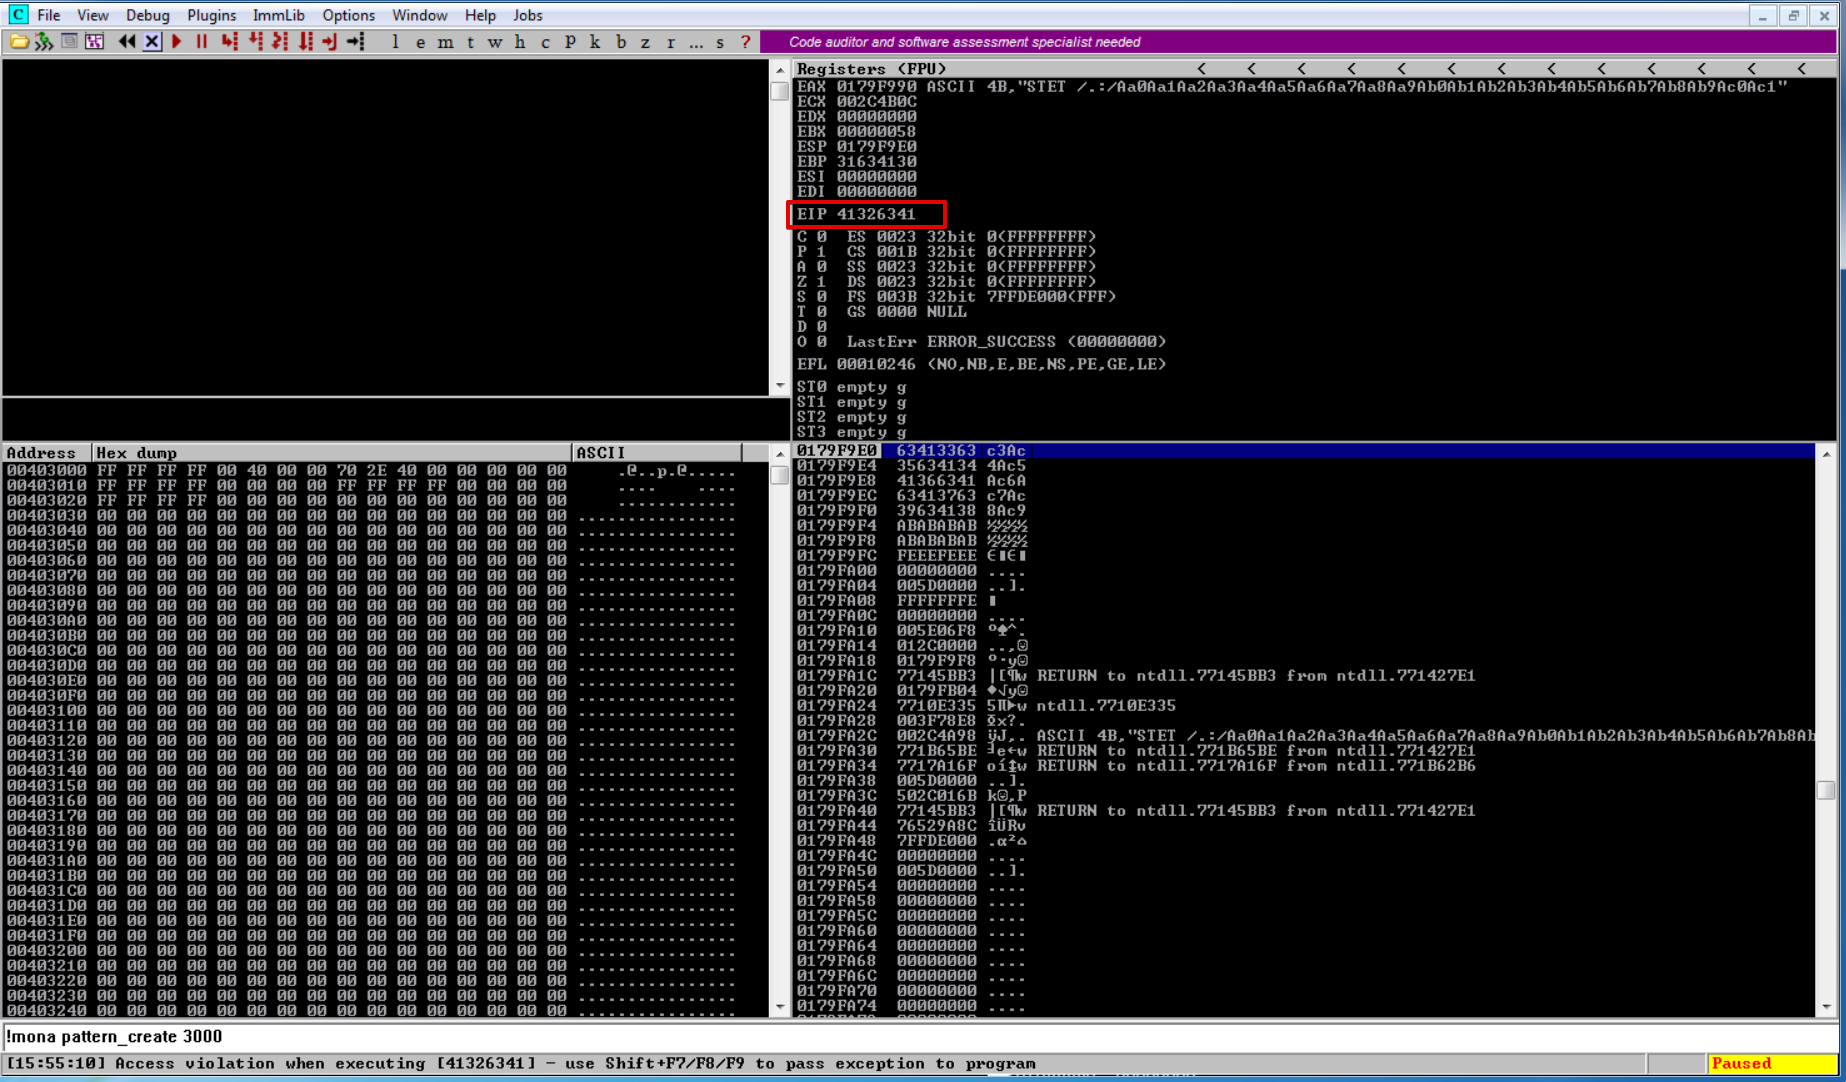 File View Debug Plugins ImmLib Options Window Help Jobs
l e m t w h c P k b z r ... s ? Code auditor and software assessment specialist needed
Registers (FPU) < < < < < < < < < < < < <
EAX 0179F990 ASCII 4B,"STET /.:/Aa0Aa1Aa2Aa3Aa4Aa5Aa6Aa7Aa8Aa9Ab0Ab1Ab2Ab3Ab4Ab5Ab6Ab7Ab8Ab9Ac0Ac1"
ECX 002C4B0C
EDX 00000000
EBX 00000058
ESP 0179F9E0
EBP 31634130
ESI 00000000
EDI 00000000
EIP 41326341
C 0 ES 0023 32bit 0(FFFFFFFF)
P 1 CS 001B 32bit 0(FFFFFFFF)
A 0 SS 0023 32bit 0(FFFFFFFF)
Z 1 DS 0023 32bit 0(FFFFFFFF)
S 0 FS 003B 32bit 7FFDE000(FFF)
T 0 GS 0000 NULL
D 0
O 0 LastErr ERROR_SUCCESS (00000000)
EFL 00010246 (NO,NB,E,BE,NS,PE,GE,LE)
ST0 empty g
ST1 empty g
ST2 empty g
ST3 empty g
Address Hex dump ASCII
00403000 FF FF FF FF 00 40 00 00 70 2E 40 00 00 00 00 00 .@..p.@.....
00403010 FF FF FF FF 00 00 00 00 FF FF FF FF 00 00 00 00 .... ....
00403020 FF FF FF FF 00 00 00 00 00 00 00 00 00 00 00 00 ............
00403030 00 00 00 00 00 00 00 00 00 00 00 00 00 00 00 00 ................
00403040 00 00 00 00 00 00 00 00 00 00 00 00 00 00 00 00 ................
00403050 00 00 00 00 00 00 00 00 00 00 00 00 00 00 00 00 ................
00403060 00 00 00 00 00 00 00 00 00 00 00 00 00 00 00 00 ................
00403070 00 00 00 00 00 00 00 00 00 00 00 00 00 00 00 00 ................
00403080 00 00 00 00 00 00 00 00 00 00 00 00 00 00 00 00 ................
00403090 00 00 00 00 00 00 00 00 00 00 00 00 00 00 00 00 ................
004030A0 00 00 00 00 00 00 00 00 00 00 00 00 00 00 00 00 ................
004030B0 00 00 00 00 00 00 00 00 00 00 00 00 00 00 00 00 ................
004030C0 00 00 00 00 00 00 00 00 00 00 00 00 00 00 00 00 ................
004030D0 00 00 00 00 00 00 00 00 00 00 00 00 00 00 00 00 ................
004030E0 00 00 00 00 00 00 00 00 00 00 00 00 00 00 00 00 ................
004030F0 00 00 00 00 00 00 00 00 00 00 00 00 00 00 00 00 ................
00403100 00 00 00 00 00 00 00 00 00 00 00 00 00 00 00 00 ................
00403110 00 00 00 00 00 00 00 00 00 00 00 00 00 00 00 00 ................
00403120 00 00 00 00 00 00 00 00 00 00 00 00 00 00 00 00 ................
00403130 00 00 00 00 00 00 00 00 00 00 00 00 00 00 00 00 ................
00403140 00 00 00 00 00 00 00 00 00 00 00 00 00 00 00 00 ................
00403150 00 00 00 00 00 00 00 00 00 00 00 00 00 00 00 00 ................
00403160 00 00 00 00 00 00 00 00 00 00 00 00 00 00 00 00 ................
00403170 00 00 00 00 00 00 00 00 00 00 00 00 00 00 00 00 ................
00403180 00 00 00 00 00 00 00 00 00 00 00 00 00 00 00 00 ................
00403190 00 00 00 00 00 00 00 00 00 00 00 00 00 00 00 00 ................
004031A0 00 00 00 00 00 00 00 00 00 00 00 00 00 00 00 00 ................
004031B0 00 00 00 00 00 00 00 00 00 00 00 00 00 00 00 00 ................
004031C0 00 00 00 00 00 00 00 00 00 00 00 00 00 00 00 00 ................
004031D0 00 00 00 00 00 00 00 00 00 00 00 00 00 00 00 00 ................
004031E0 00 00 00 00 00 00 00 00 00 00 00 00 00 00 00 00 ................
004031F0 00 00 00 00 00 00 00 00 00 00 00 00 00 00 00 00 ................
00403200 00 00 00 00 00 00 00 00 00 00 00 00 00 00 00 00 ................
00403210 00 00 00 00 00 00 00 00 00 00 00 00 00 00 00 00 ................
00403220 00 00 00 00 00 00 00 00 00 00 00 00 00 00 00 00 ................
00403230 00 00 00 00 00 00 00 00 00 00 00 00 00 00 00 00 ................
00403240 00 00 00 00 00 00 00 00 00 00 00 00 00 00 00 00 ................
0179F9E0 63413363 c3Ac
0179F9E4 35634134 4Ac5
0179F9E8 41366341 Ac6A
0179F9EC 63413763 c7Ac
0179F9F0 39634138 8Ac9
0179F9F4 ABABABAB ½½½½
0179F9F8 ABABABAB ½½½½
0179F9FC FEEEFEEE
0179FA00 00000000 ....
0179FA04 005D0000 ..].
0179FA08 FFFFFFFE
0179FA0C 00000000 ....
0179FA10 005E06F8 °♠^.
0179FA14 012C0000 ..,☺
0179FA18 0179F9F8 °·y☺
0179FA1C 77145BB3 |[¶w RETURN to ntdll.77145BB3 from ntdll.771427E1
0179FA20 0179FB04 ♦√y☺
0179FA24 7710E335 5π►w ntdll.7710E335
0179FA28 003F78E8 Φx?.
0179FA2C 002C4A98 ÿJ,. ASCII 4B,"STET /.:/Aa0Aa1Aa2Aa3Aa4Aa5Aa6Aa7Aa8Aa9Ab0Ab1Ab2Ab3Ab4Ab5Ab6Ab7Ab8Ab
0179FA30 771B65BE ╛e←w RETURN to ntdll.771B65BE from ntdll.771427E1
0179FA34 7717A16F oí↨w RETURN to ntdll.7717A16F from ntdll.771B62B6
0179FA38 005D0000 ..].
0179FA3C 502C016B k☺,P
0179FA40 77145BB3 |[¶w RETURN to ntdll.77145BB3 from ntdll.771427E1
0179FA44 76529A8C îÜRv
0179FA48 7FFDE000 .α²⌂
0179FA4C 00000000 ....
0179FA50 005D0000 ..].
0179FA54 00000000 ....
0179FA58 00000000 ....
0179FA5C 00000000 ....
0179FA60 00000000 ....
0179FA64 00000000 ....
0179FA68 00000000 ....
0179FA6C 00000000 ....
0179FA70 00000000 ....
0179FA74 00000000 ....
!mona pattern_create 3000
[15:55:10] Access violation when executing [41326341] - use Shift+F7/F8/F9 to pass exception to program Paused